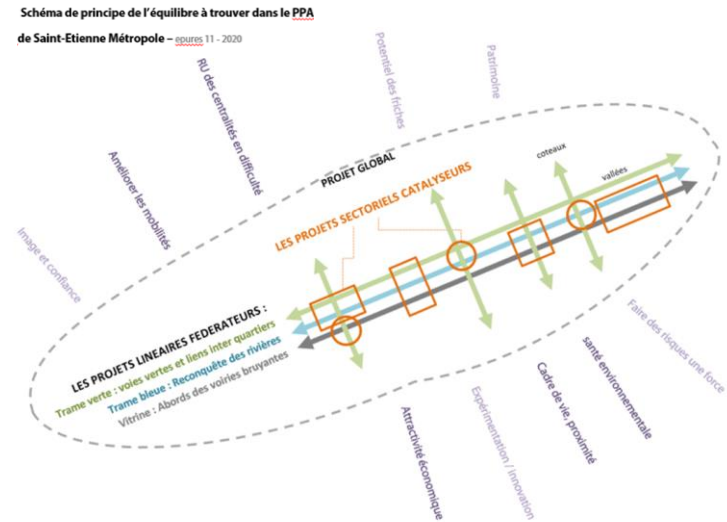 Schéma de principe de l'équilibre à trouver dans le PPA
de Saint-Etienne Métropole – epures 11 - 2020
Potentiel des friches
Patrimoine
RU des centralités en difficulté
Améliorer les mobilités
Image et confiance
PROJET GLOBAL
LES PROJETS SECTORIELS CATALYSEURS
coteaux
vallées
LES PROJETS LINEAIRES FEDERATEURS :
Trame verte : voies vertes et liens inter quartiers
Trame bleue : Reconquête des rivières
Vitrine : Abords des voiries bruyantes
Faire des risques une force
santé environnementale
Cadre de vie, proximité
Expérimentation / innovation
Attractivité économique